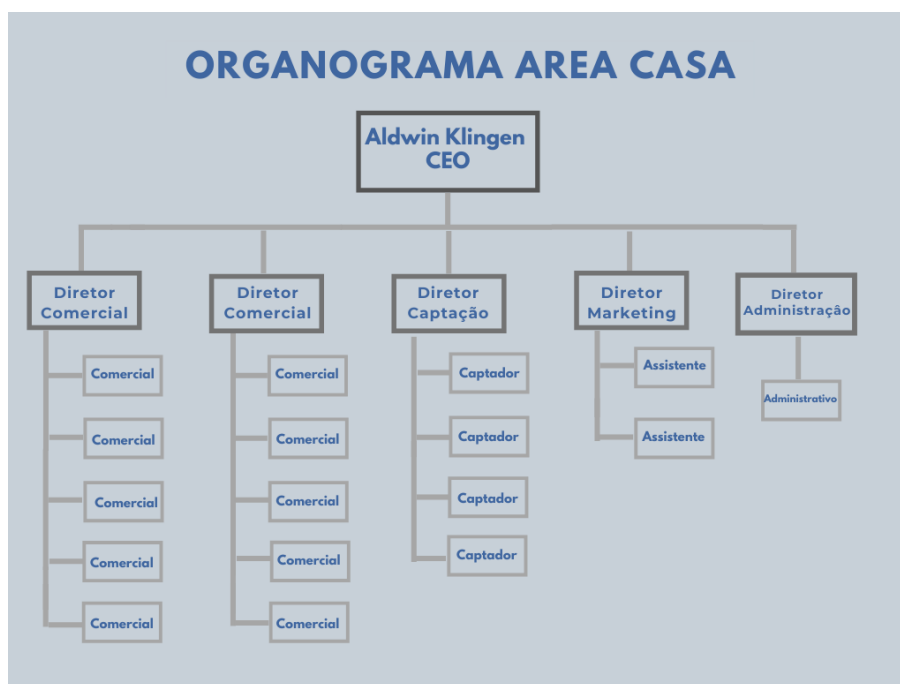 ORGANOGRAMA AREA CASA
Aldwin Klingen
CEO
Diretor
Comercial
Diretor
Comercial
Diretor
Captação
Diretor
Marketing
Diretor
Administraçâo
Comercial
Comercial
Comercial
Comercial
Comercial
Comercial
Comercial
Comercial
Comercial
Comercial
Captador
Captador
Captador
Captador
Assistente
Assistente
Administrativo